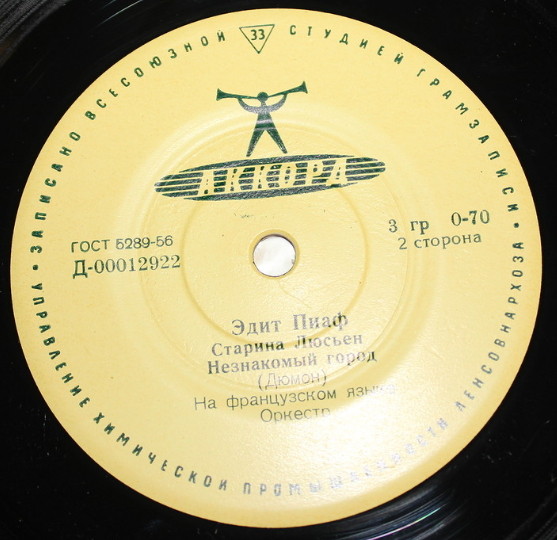 ЗАПИСАНО ВСЕСОЮЗНОЙ 33 СТУДИЕЙ ГРАМЗАПИСИ
АККОРД
ГОСТ 5289-56
Д-00012922
3 гр 0-70
2 сторона
Эдит Пиаф
Старина Люсьен
Незнакомый город
(Дюмон)
На французском языке
Оркестр
УПРАВЛЕНИЕ ХИМИЧЕСКОЙ ПРОМЫШЛЕННОСТИ ЛЕНСОВНАРХОЗА